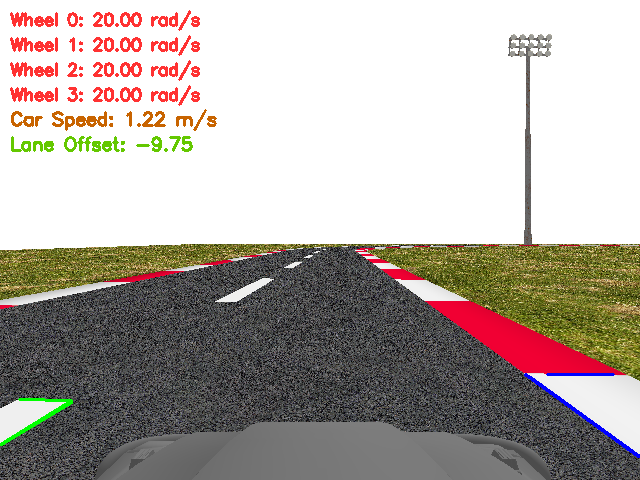 Wheel 0: 20.00 rad/s
Wheel 1: 20.00 rad/s
Wheel 2: 20.00 rad/s
Wheel 3: 20.00 rad/s
Car Speed: 1.22 m/s
Lane Offset: -9.75